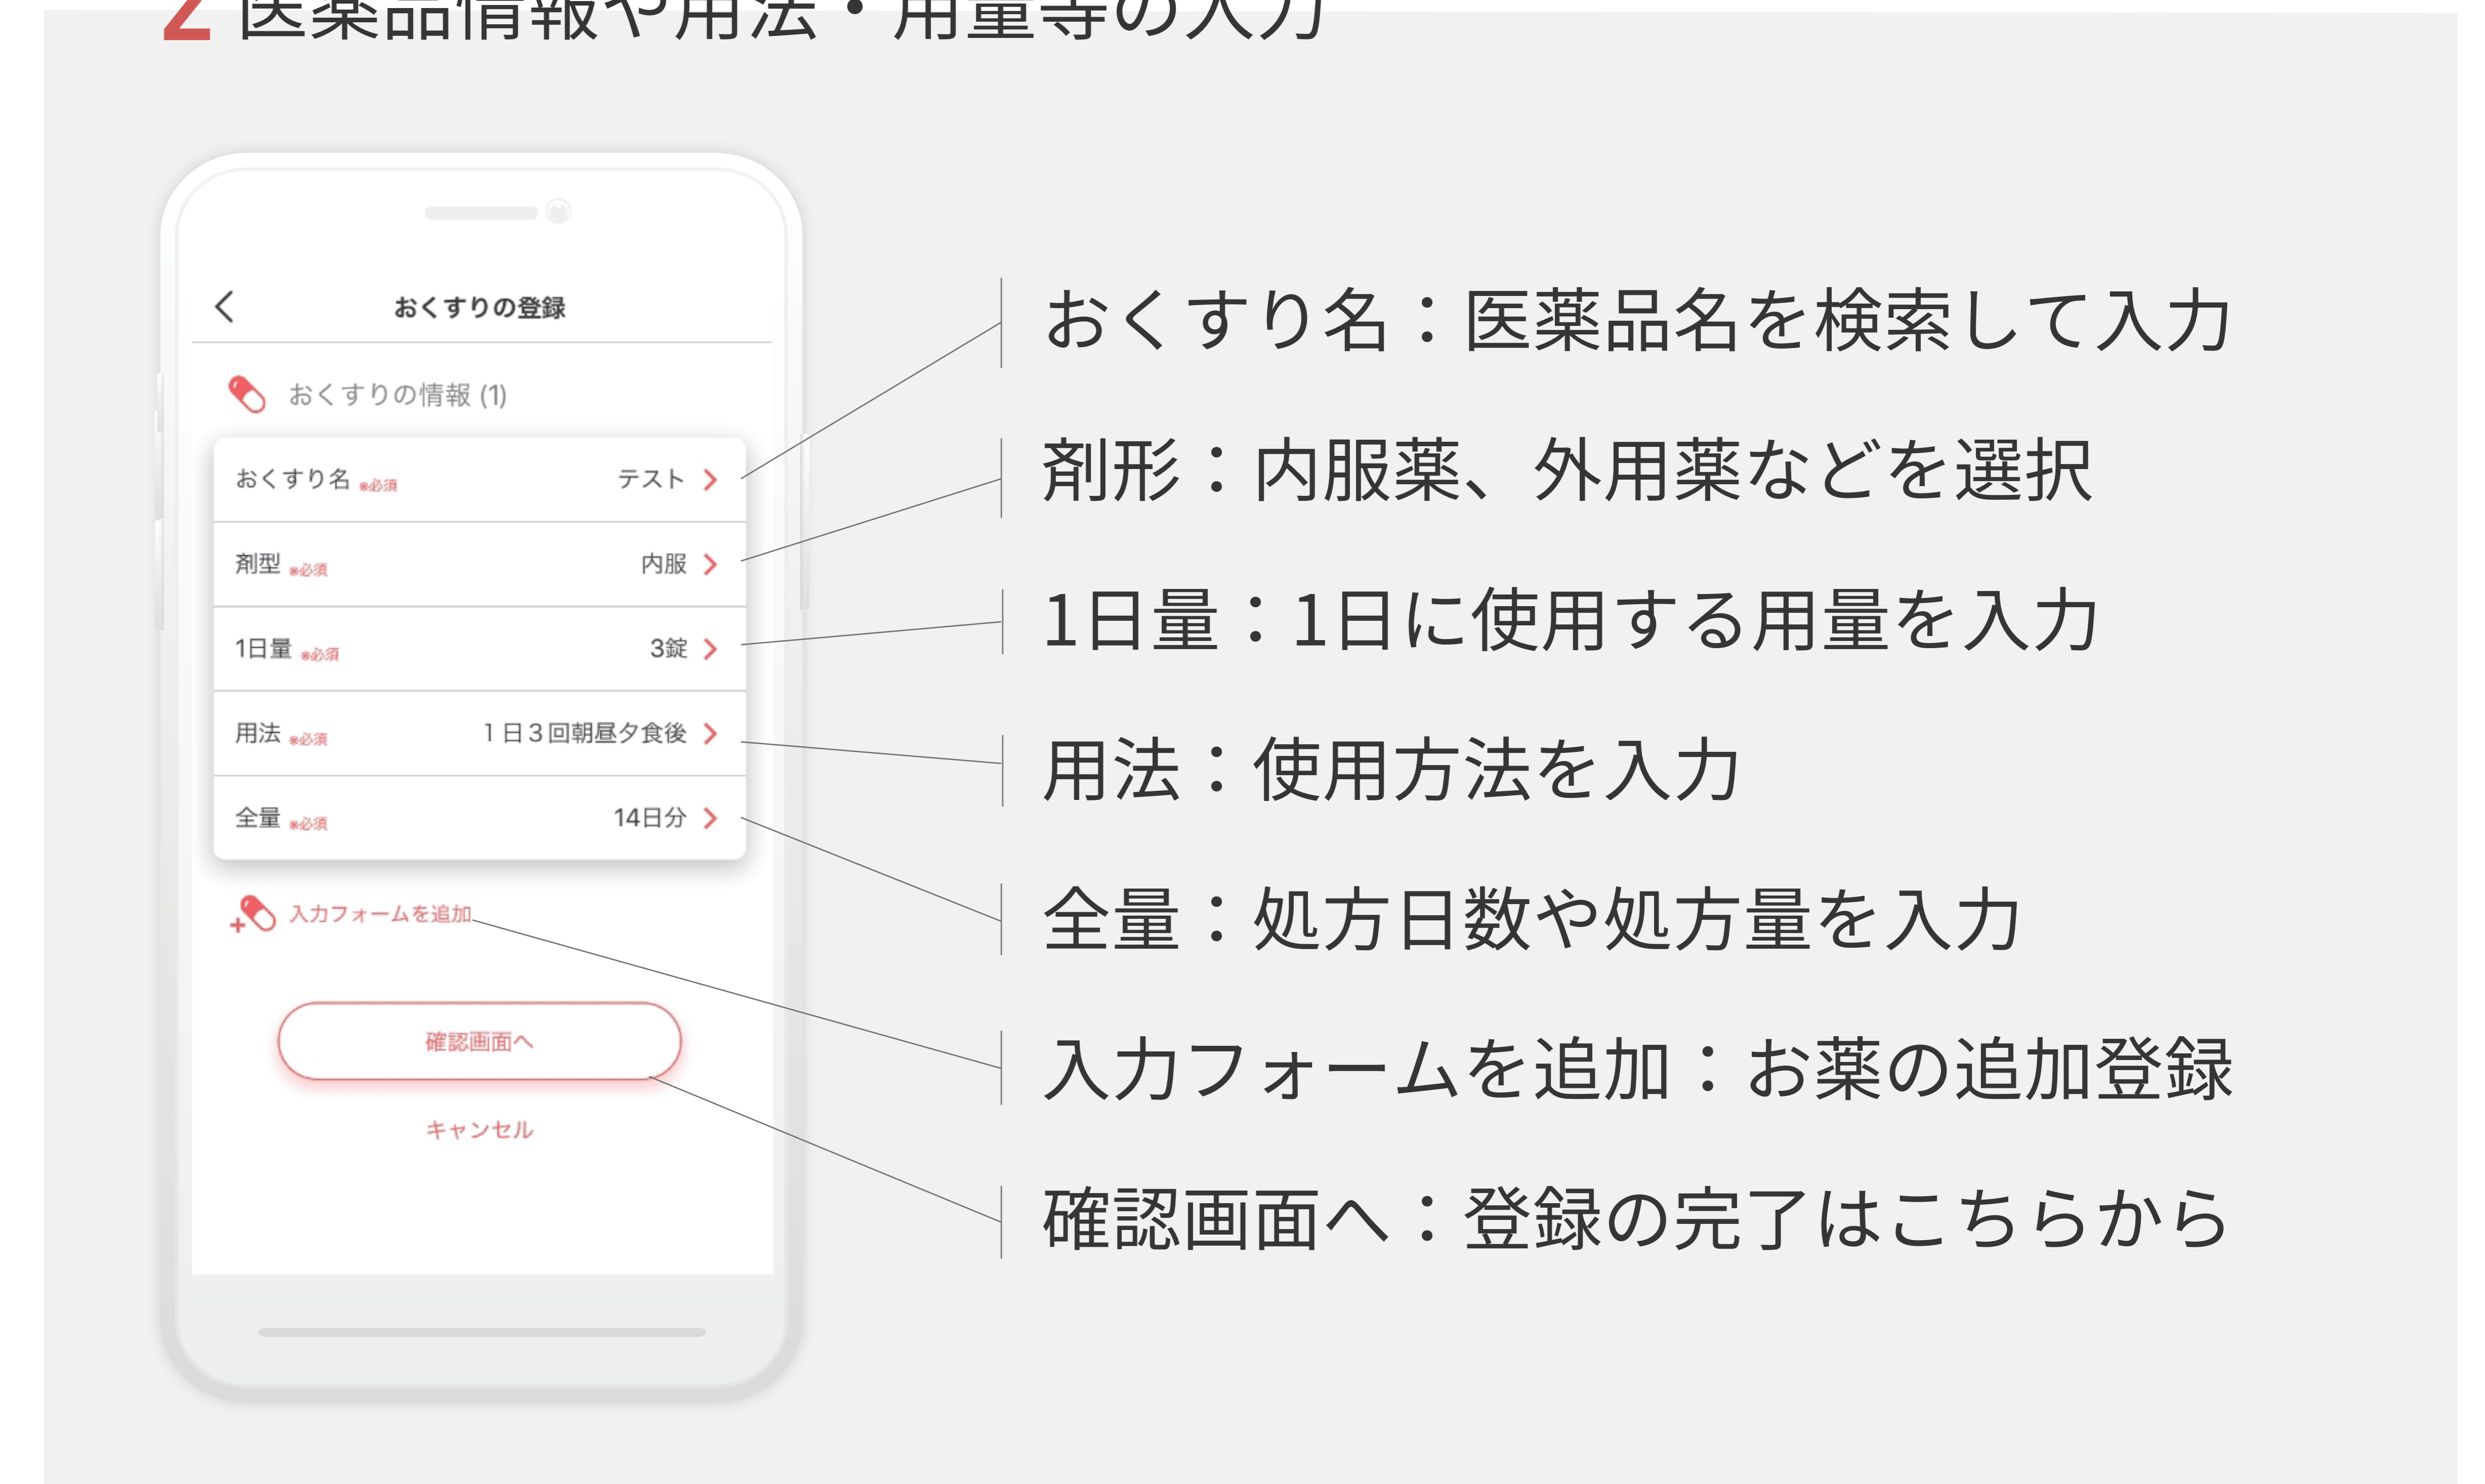 2 医薬品情報や用法・用量等の入力
おくすりの登録
おくすりの情報 (1)
おくすり名 ※必須 テスト
剤型 ※必須 内服
1日量 ※必須 3錠
用法 ※必須 1日3回朝昼夕食後
全量 ※必須 14日分
入力フォームを追加
確認画面へ
キャンセル
おくすり名：医薬品名を検索して入力
剤形：内服薬、外用薬などを選択
1日量：1日に使用する用量を入力
用法：使用方法を入力
全量：処方日数や処方量を入力
入力フォームを追加：お薬の追加登録
確認画面へ：登録の完了はこちらから